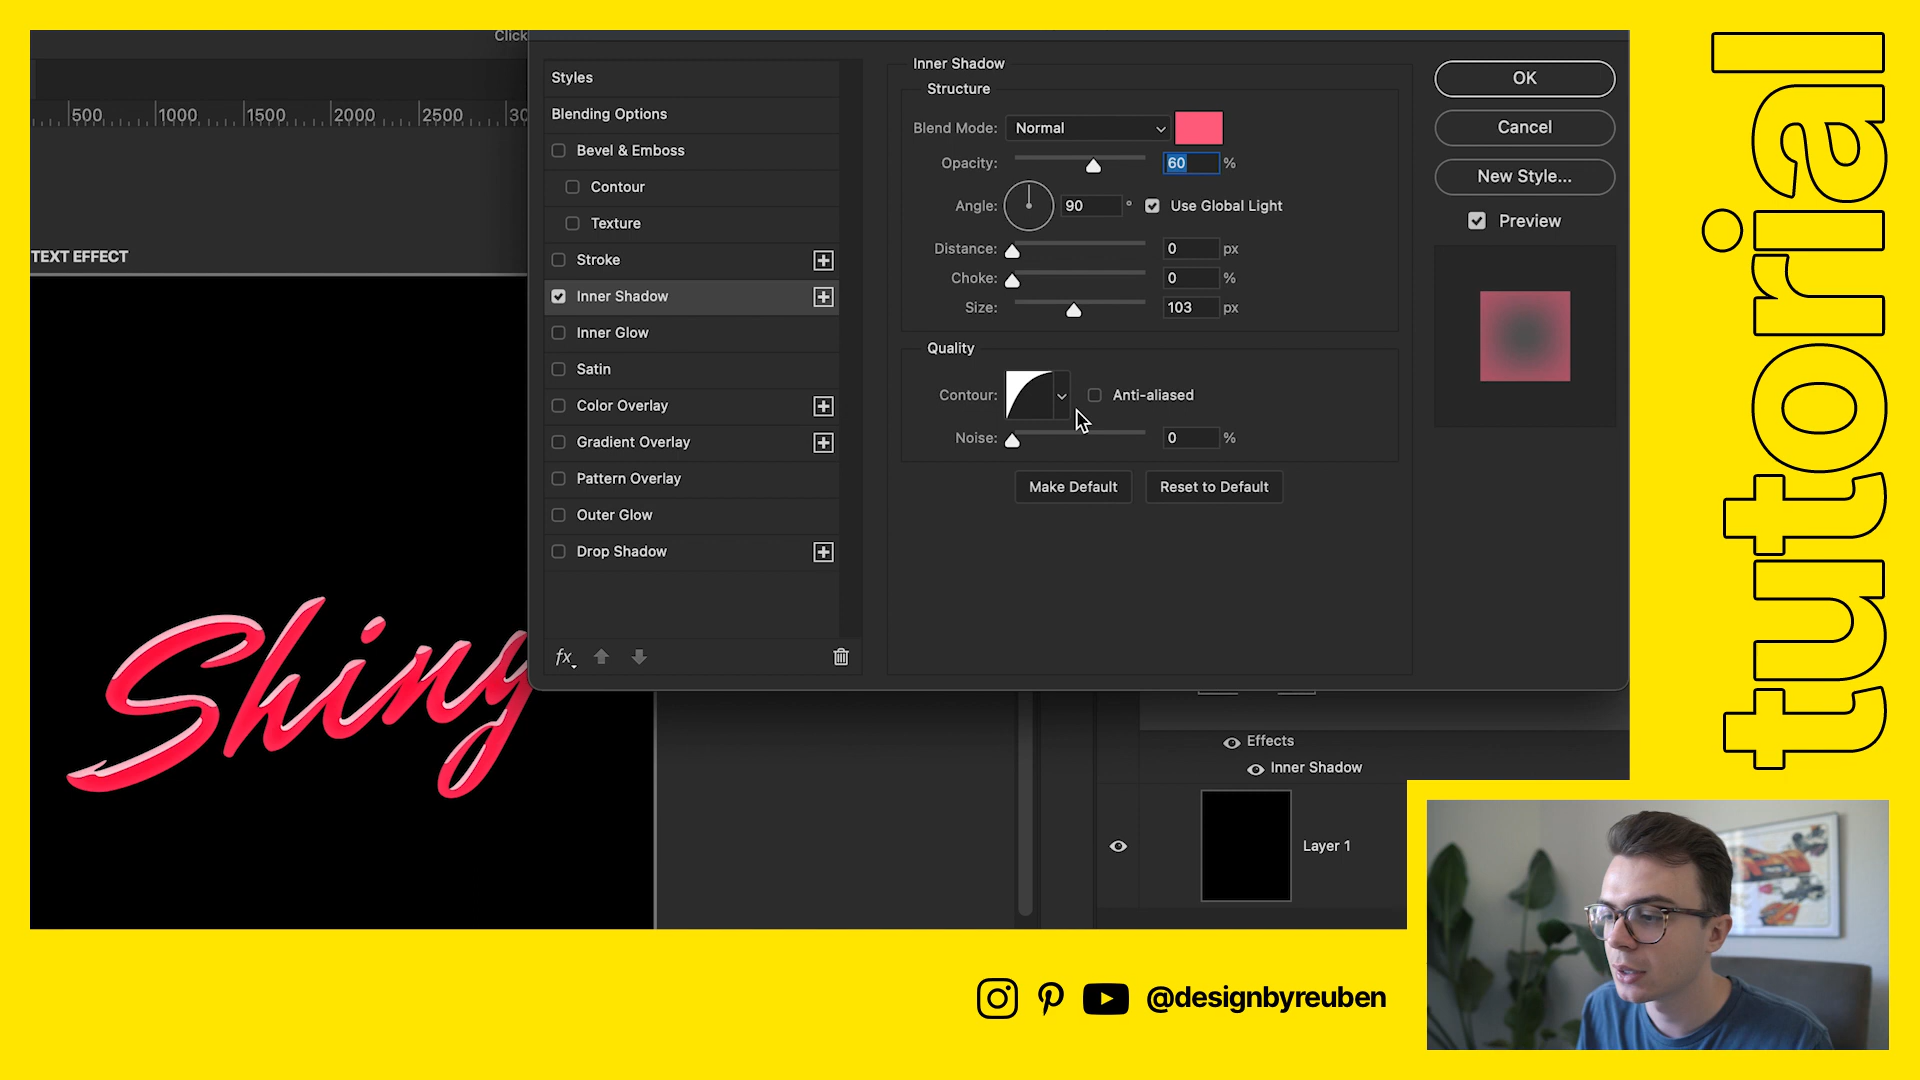 Click
500 1000 1500 2000 2500 30
TEXT EFFECT
Shiny
Styles
Blending Options
Bevel & Emboss
Contour
Texture
Stroke
Inner Shadow
Inner Glow
Satin
Color Overlay
Gradient Overlay
Pattern Overlay
Outer Glow
Drop Shadow
fx
Inner Shadow
Structure
Blend Mode: Normal
Opacity: 60 %
Angle: 90 ° Use Global Light
Distance: 0 px
Choke: 0 %
Size: 103 px
Quality
Contour: Anti-aliased
Noise: 0 %
Make Default Reset to Default
OK
Cancel
New Style...
Preview
Effects
Inner Shadow
Layer 1
tutorial
@designbyreuben